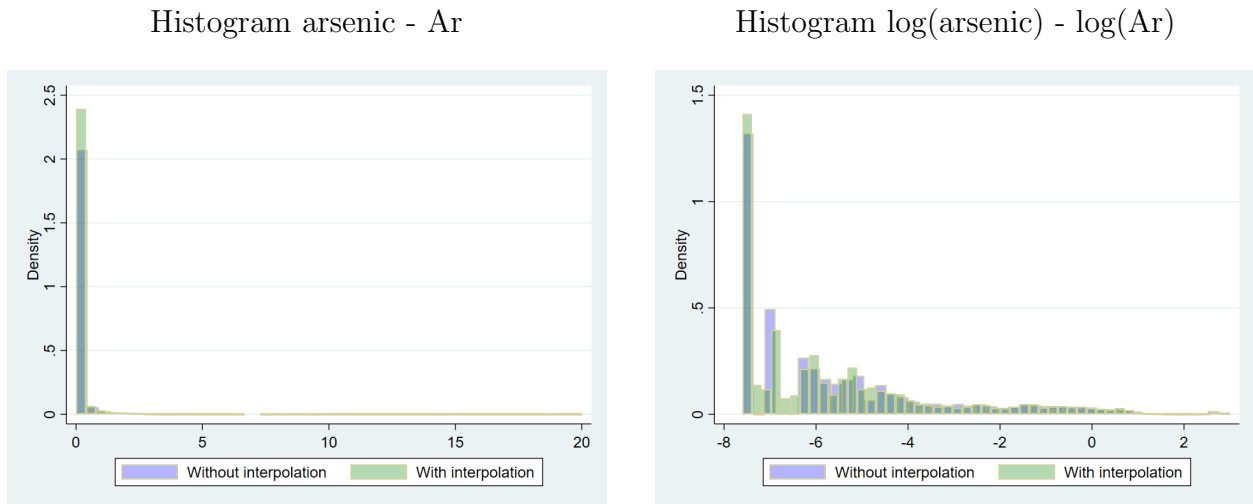 Histogram arsenic - Ar
Histogram log(arsenic) - log(Ar)
Density
2.5
2
1.5
1
.5
0
0 5 10 15 20
Without interpolation With interpolation
Density
1.5
1
.5
0
-8 -6 -4 -2 0 2
Without interpolation With interpolation